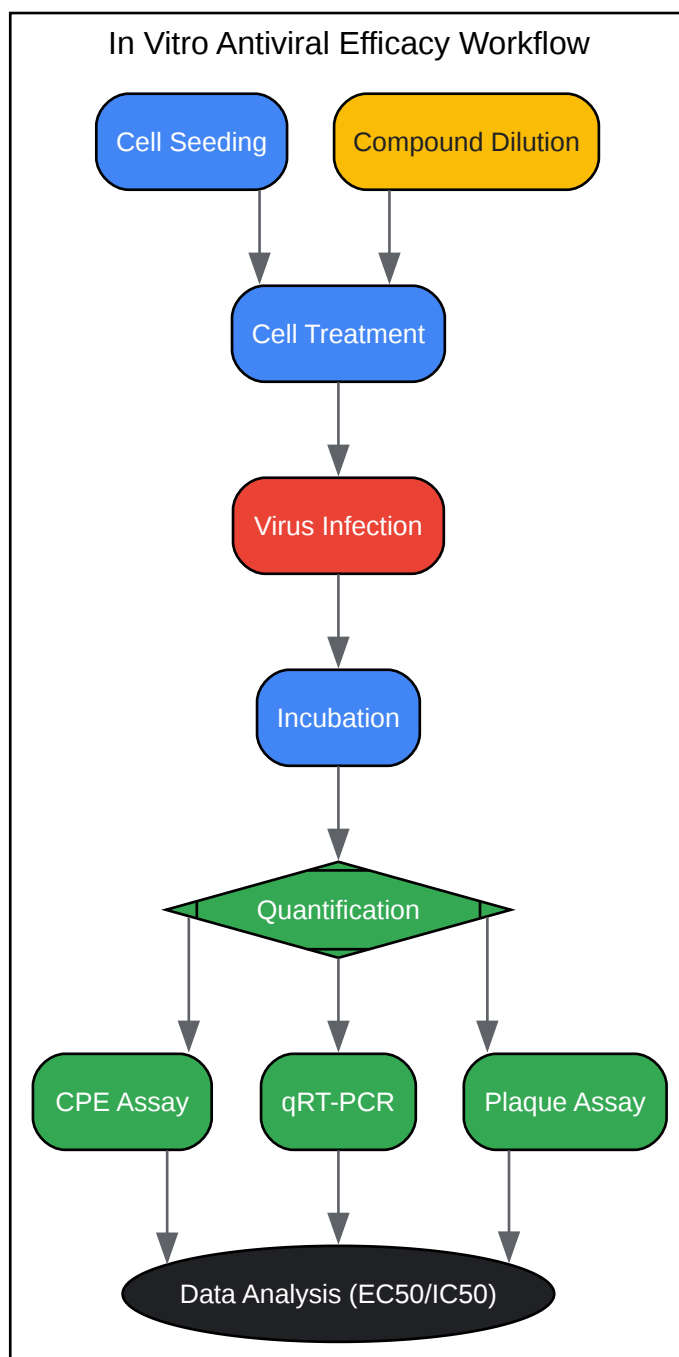 In Vitro Antiviral Efficacy Workflow
Cell Seeding
Compound Dilution
Cell Treatment
Virus Infection
Incubation
Quantification
CPE Assay
qRT-PCR
Plaque Assay
Data Analysis (EC50/IC50)